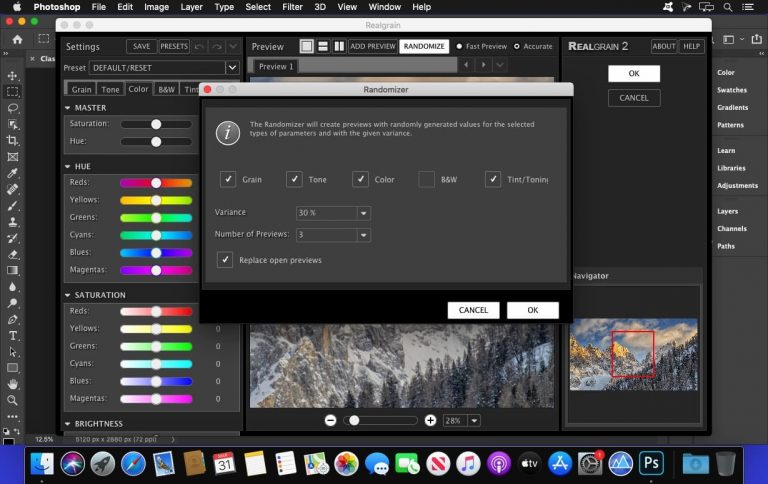 Photoshop File Edit Image Layer Type Select Filter 3D View Window Help
Realgrain
Settings SAVE PRESETS
Preset DEFAULT/RESET
Grain Tone Color B&W Tint
MASTER
Saturation:
Hue:
HUE
Reds:
Yellows:
Greens:
Cyans:
Blues:
Magentas:
SATURATION
Reds: 0
Yellows: 0
Greens: 0
Cyans: 0
Blues: 0
Magentas: 0
BRIGHTNESS
12.5% 5120 px x 2880 px (72 ppi)
Preview ADD PREVIEW RANDOMIZE Fast Preview Accurate
Preview 1
Randomizer
The Randomizer will create previews with randomly generated values for the selected
types of parameters and with the given variance.
Grain Tone Color B&W Tint/Toning
Variance 30 %
Number of Previews: 3
Replace open previews
CANCEL OK
28%
REALGRAIN 2 ABOUT HELP
OK
CANCEL
Navigator
Color
Swatches
Gradients
Patterns
Learn
Libraries
Adjustments
Layers
Channels
Paths
Clas
MAR
31
tv
1
Ps